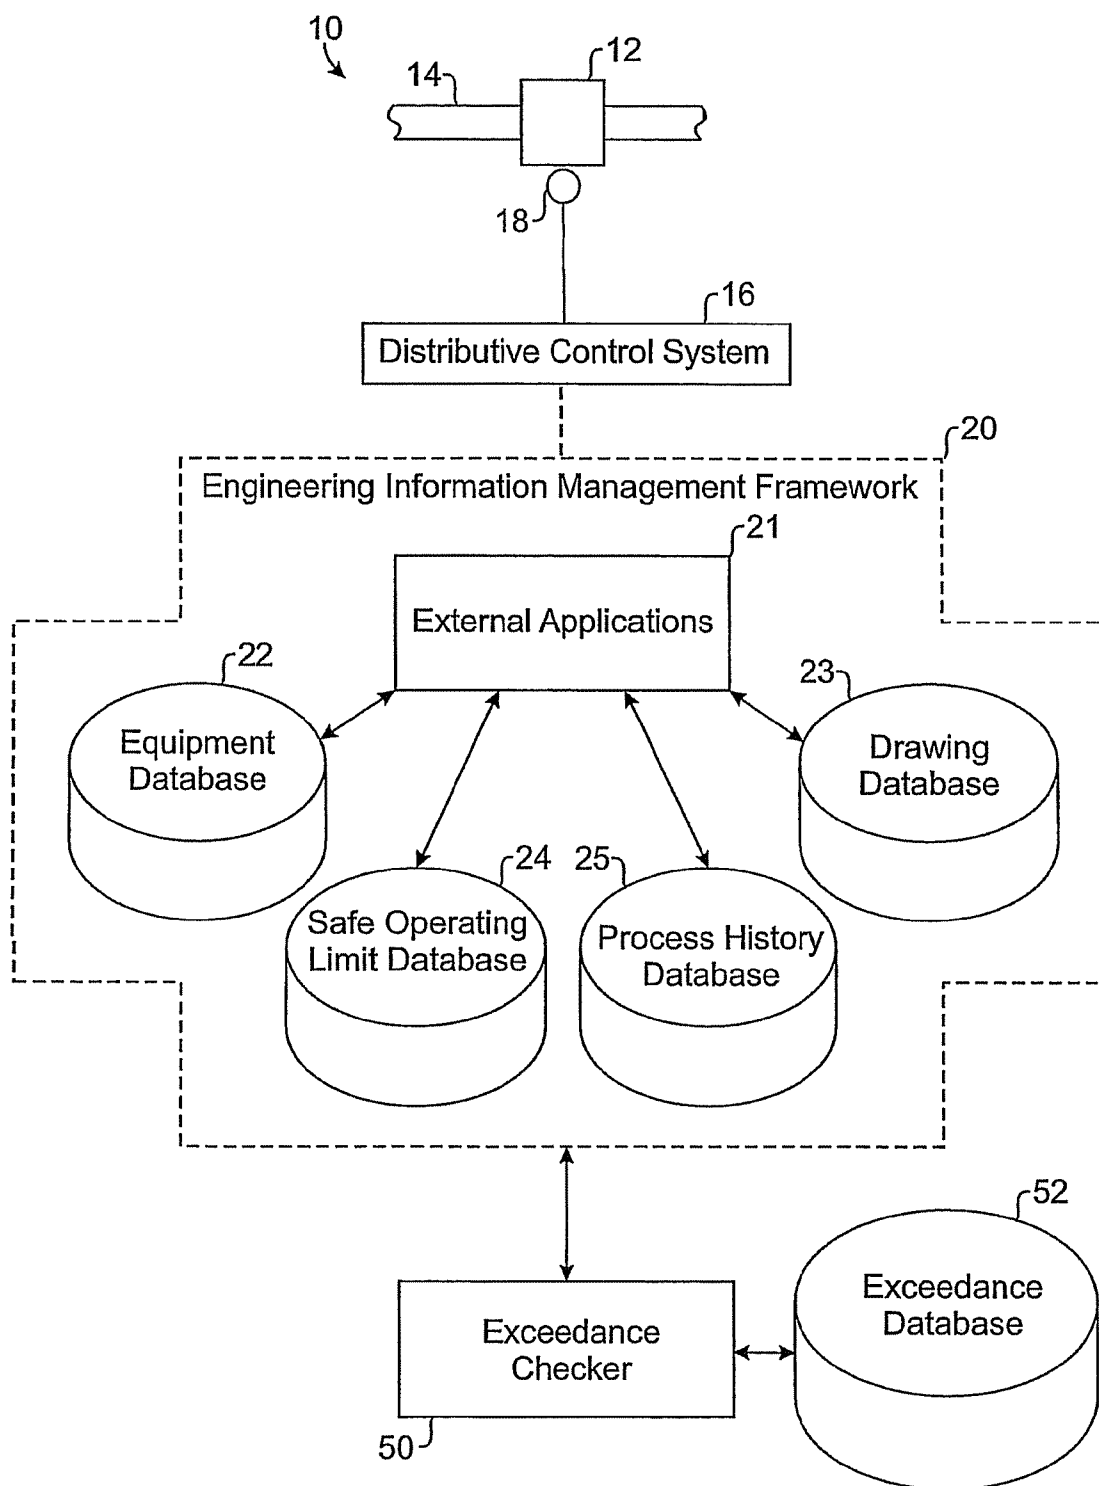 10
12
14
18
16
Distributive Control System
20
Engineering Information Management Framework
21
External Applications
22
Equipment
Database
23
Drawing
Database
24
Safe Operating
Limit Database
25
Process History
Database
52
Exceedance
Database
Exceedance
Checker
50